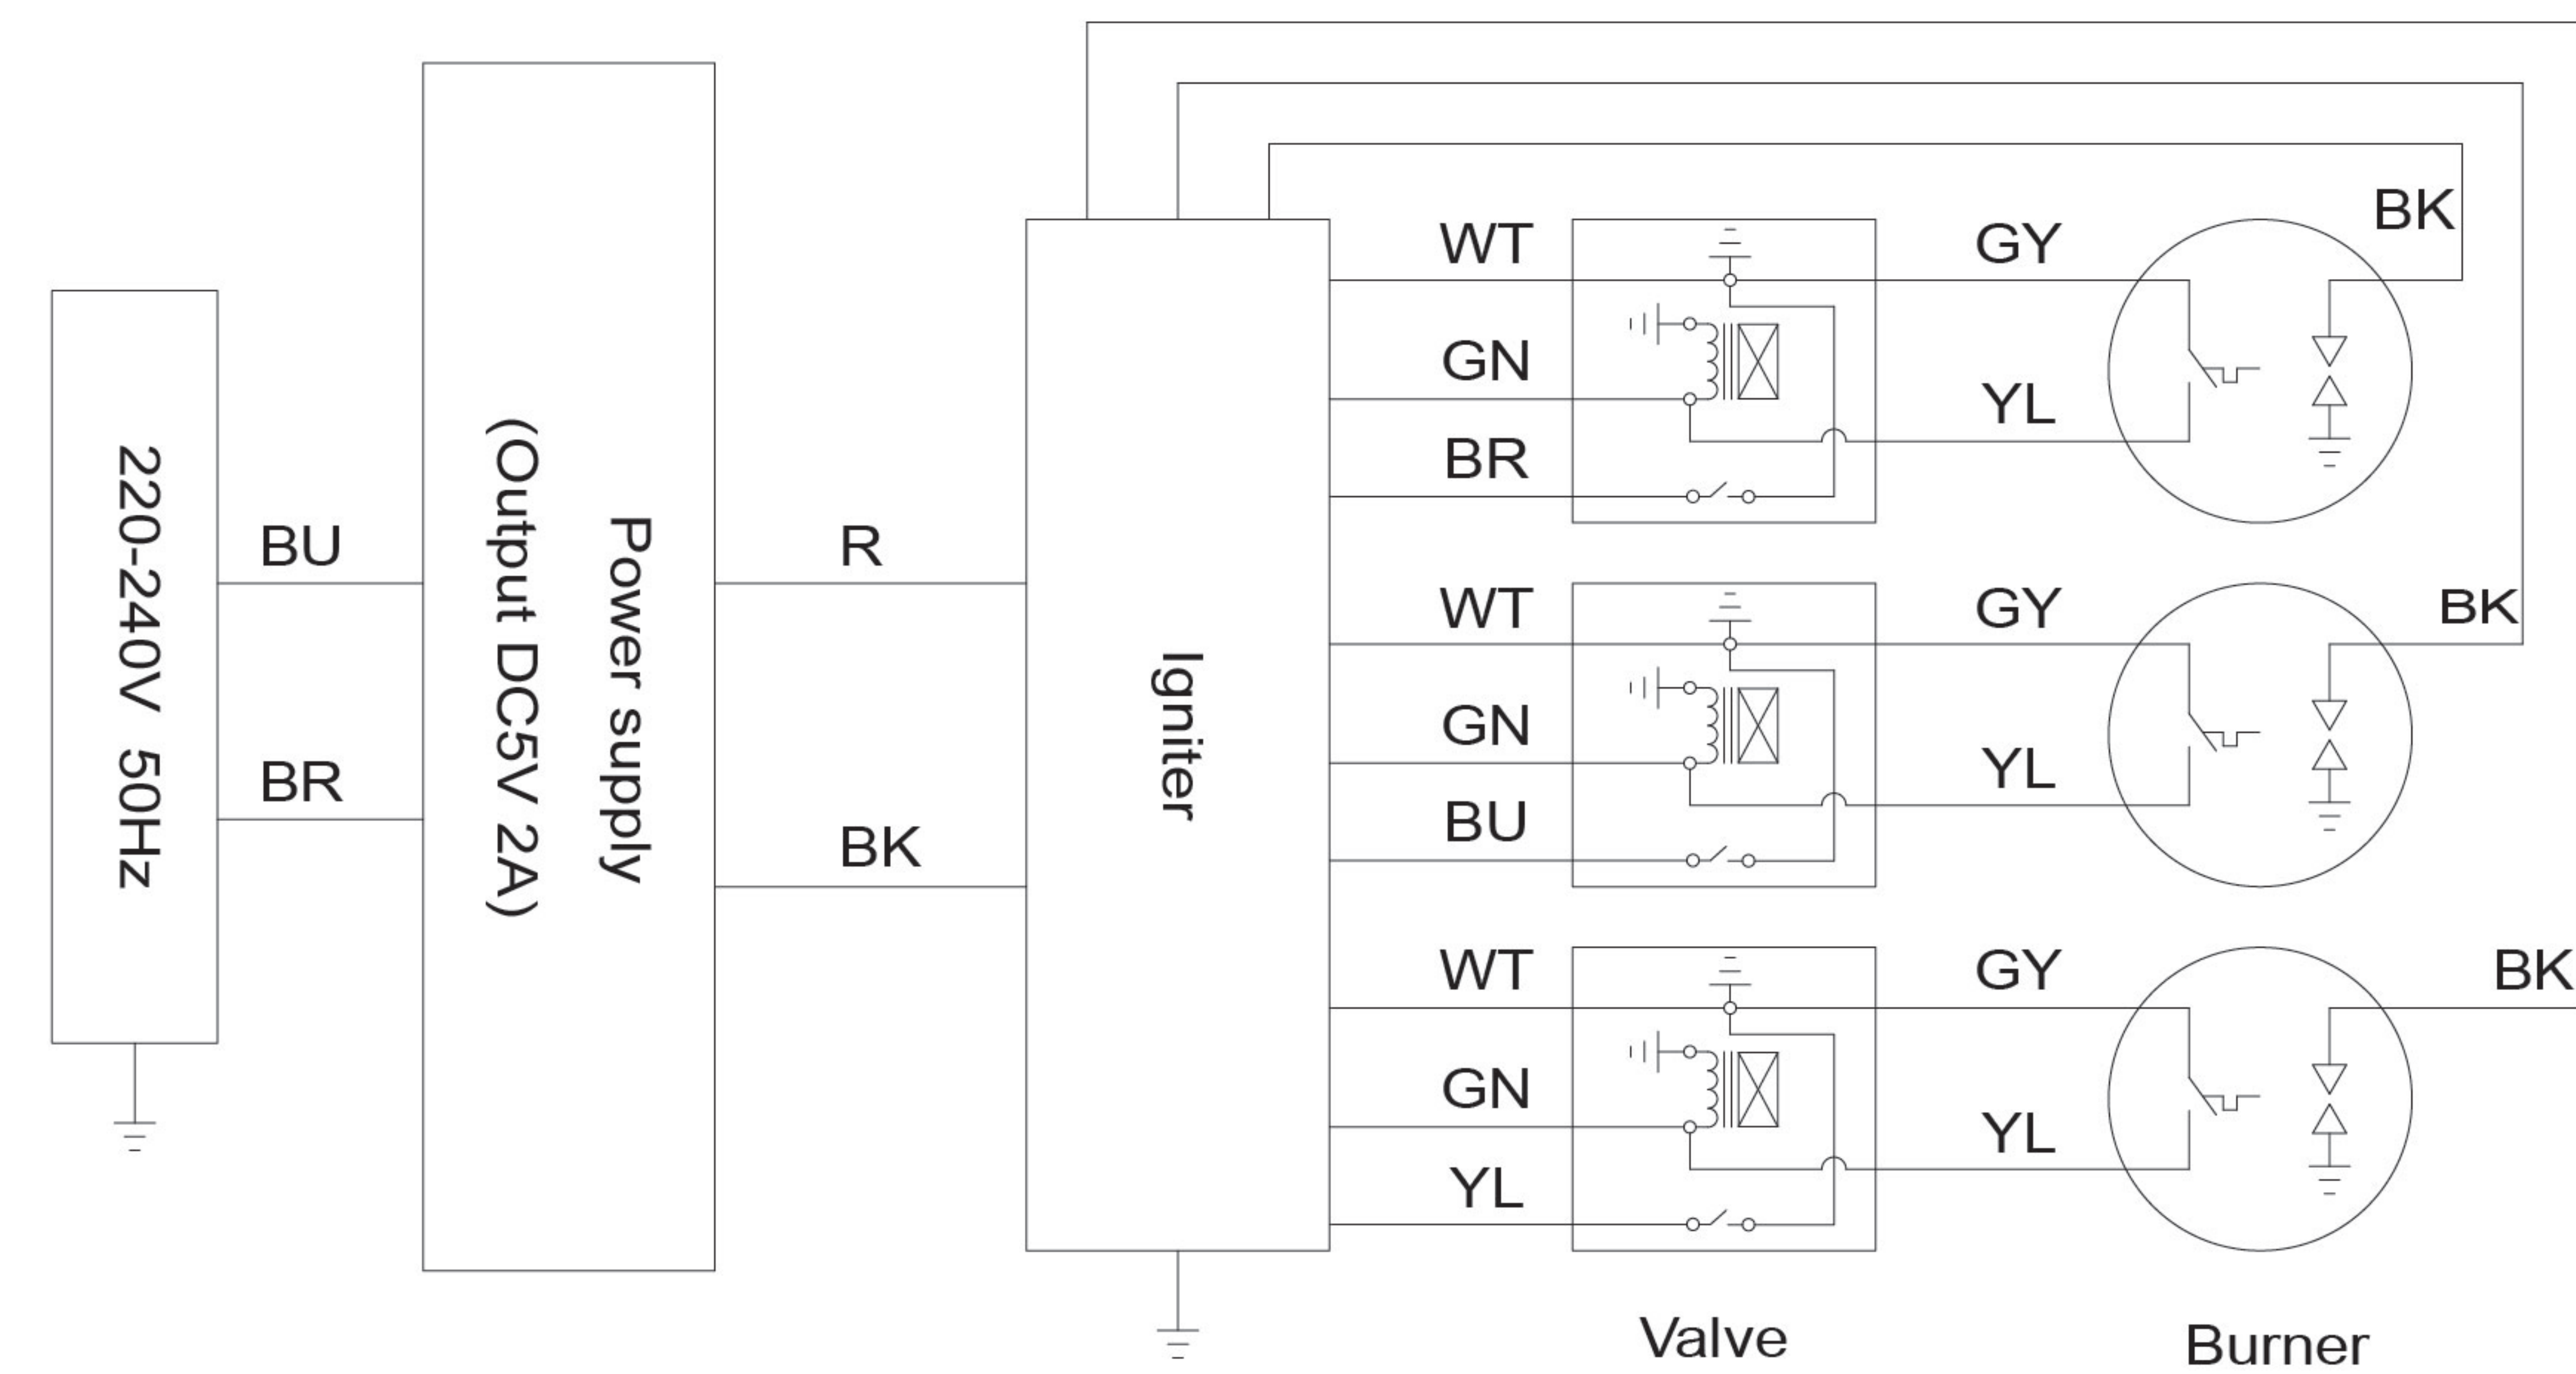 220-240V 50Hz
BU
BR
Power supply
(Output DC5V 2A)
R
BK
Igniter
WT
GN
BR
GY
YL
BK
WT
GN
BU
GY
YL
BK
WT
GN
YL
GY
YL
BK
Valve
Burner